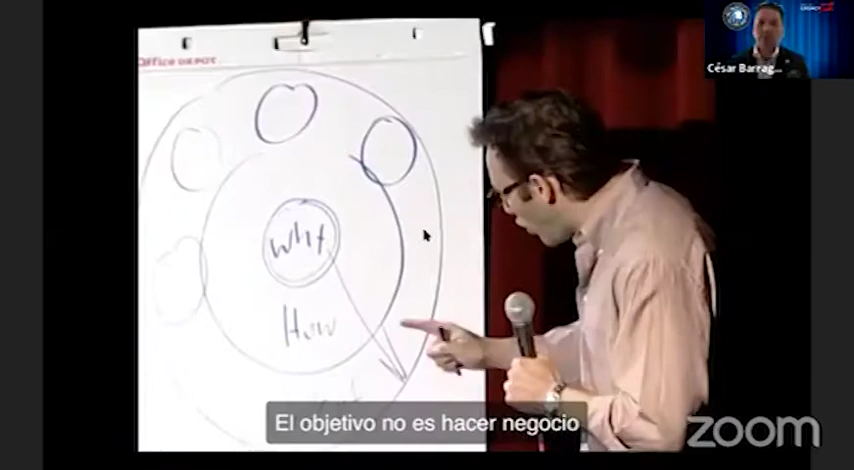 Office DEPOT
César Barrag...
Why
How
El objetivo no es hacer negocio
zoom